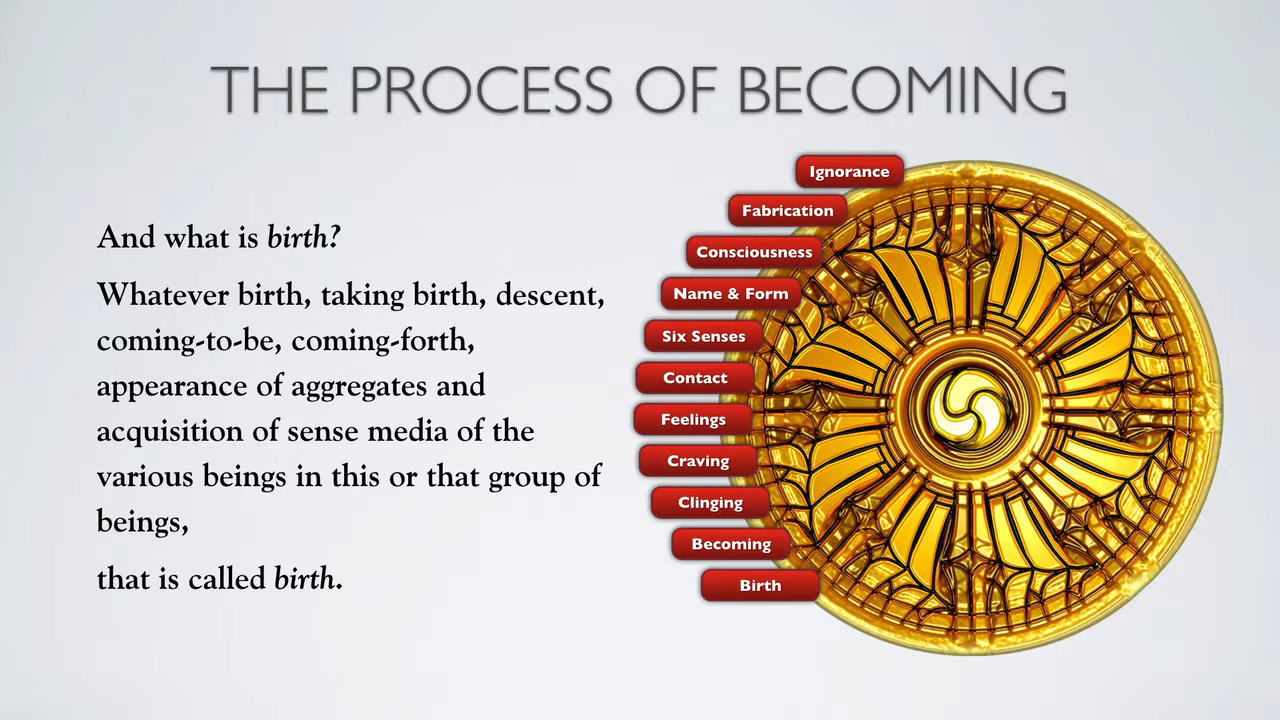 THE PROCESS OF BECOMING
And what is birth?
Whatever birth, taking birth, descent,
coming-to-be, coming-forth,
appearance of aggregates and
acquisition of sense media of the
various beings in this or that group of
beings,
that is called birth.
Ignorance
Fabrication
Consciousness
Name & Form
Six Senses
Contact
Feelings
Craving
Clinging
Becoming
Birth